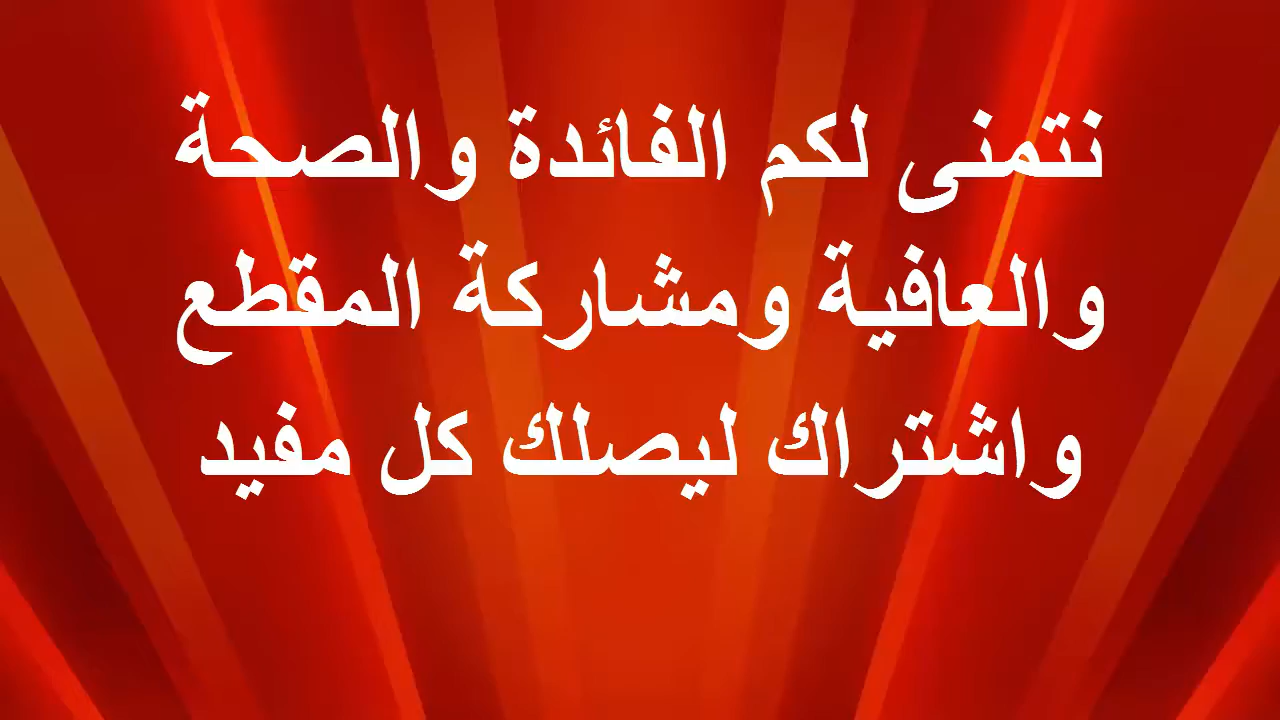 نتمنى لكم الفائدة والصحة
والعافية ومشاركة المقطع
واشتراك ليصلك كل مفيد